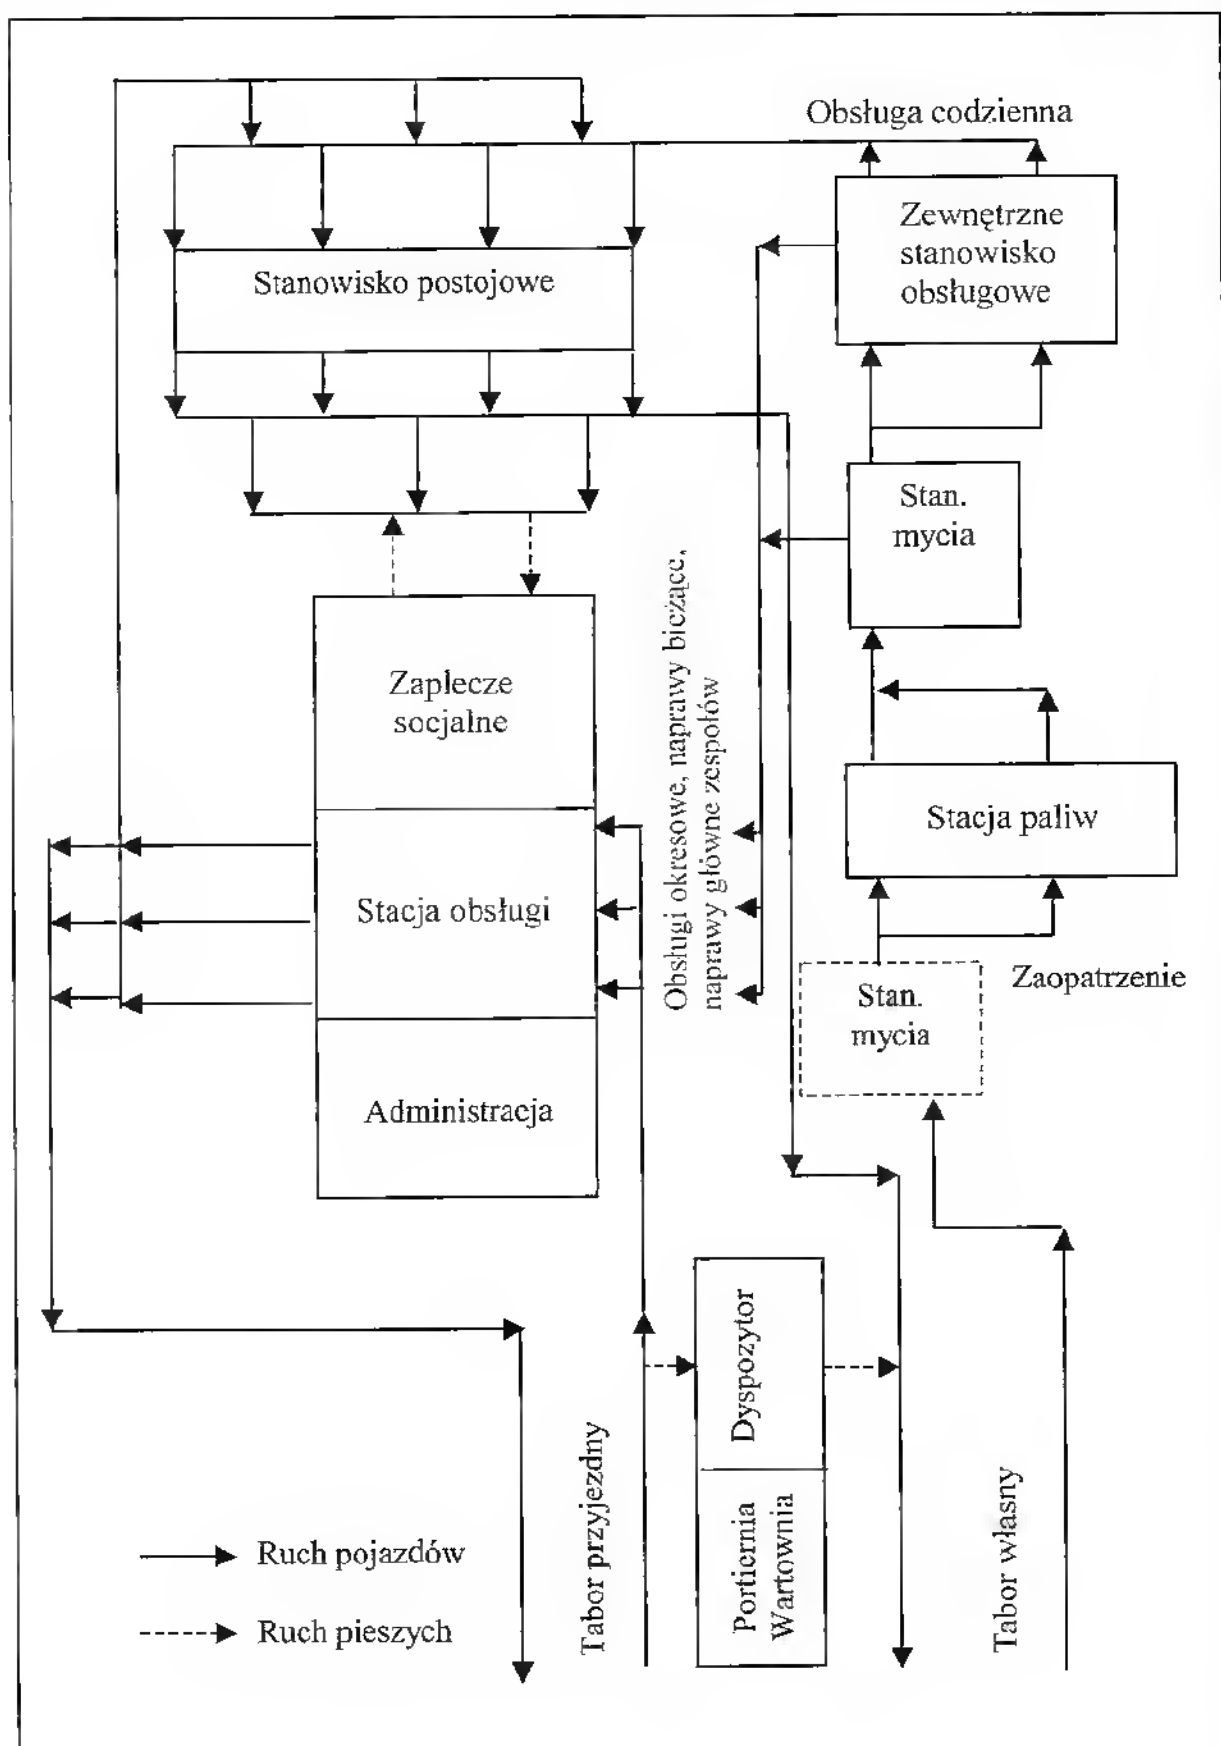 Obsługa codzienna
Zewnętrzne
stanowisko
obsługowe
Stanowisko postojowe
Stan.
mycia
Zaplecze
socjalne
Obsługi okresowe, naprawy bieżące,
naprawy główne zespołów
Stacja paliw
Stacja obsługi
Zaopatrzenie
Stan.
mycia
Administracja
Dyspozytor
Portiernia
Wartownia
Tabor przyjezdny
Tabor własny
Ruch pojazdów
Ruch pieszych